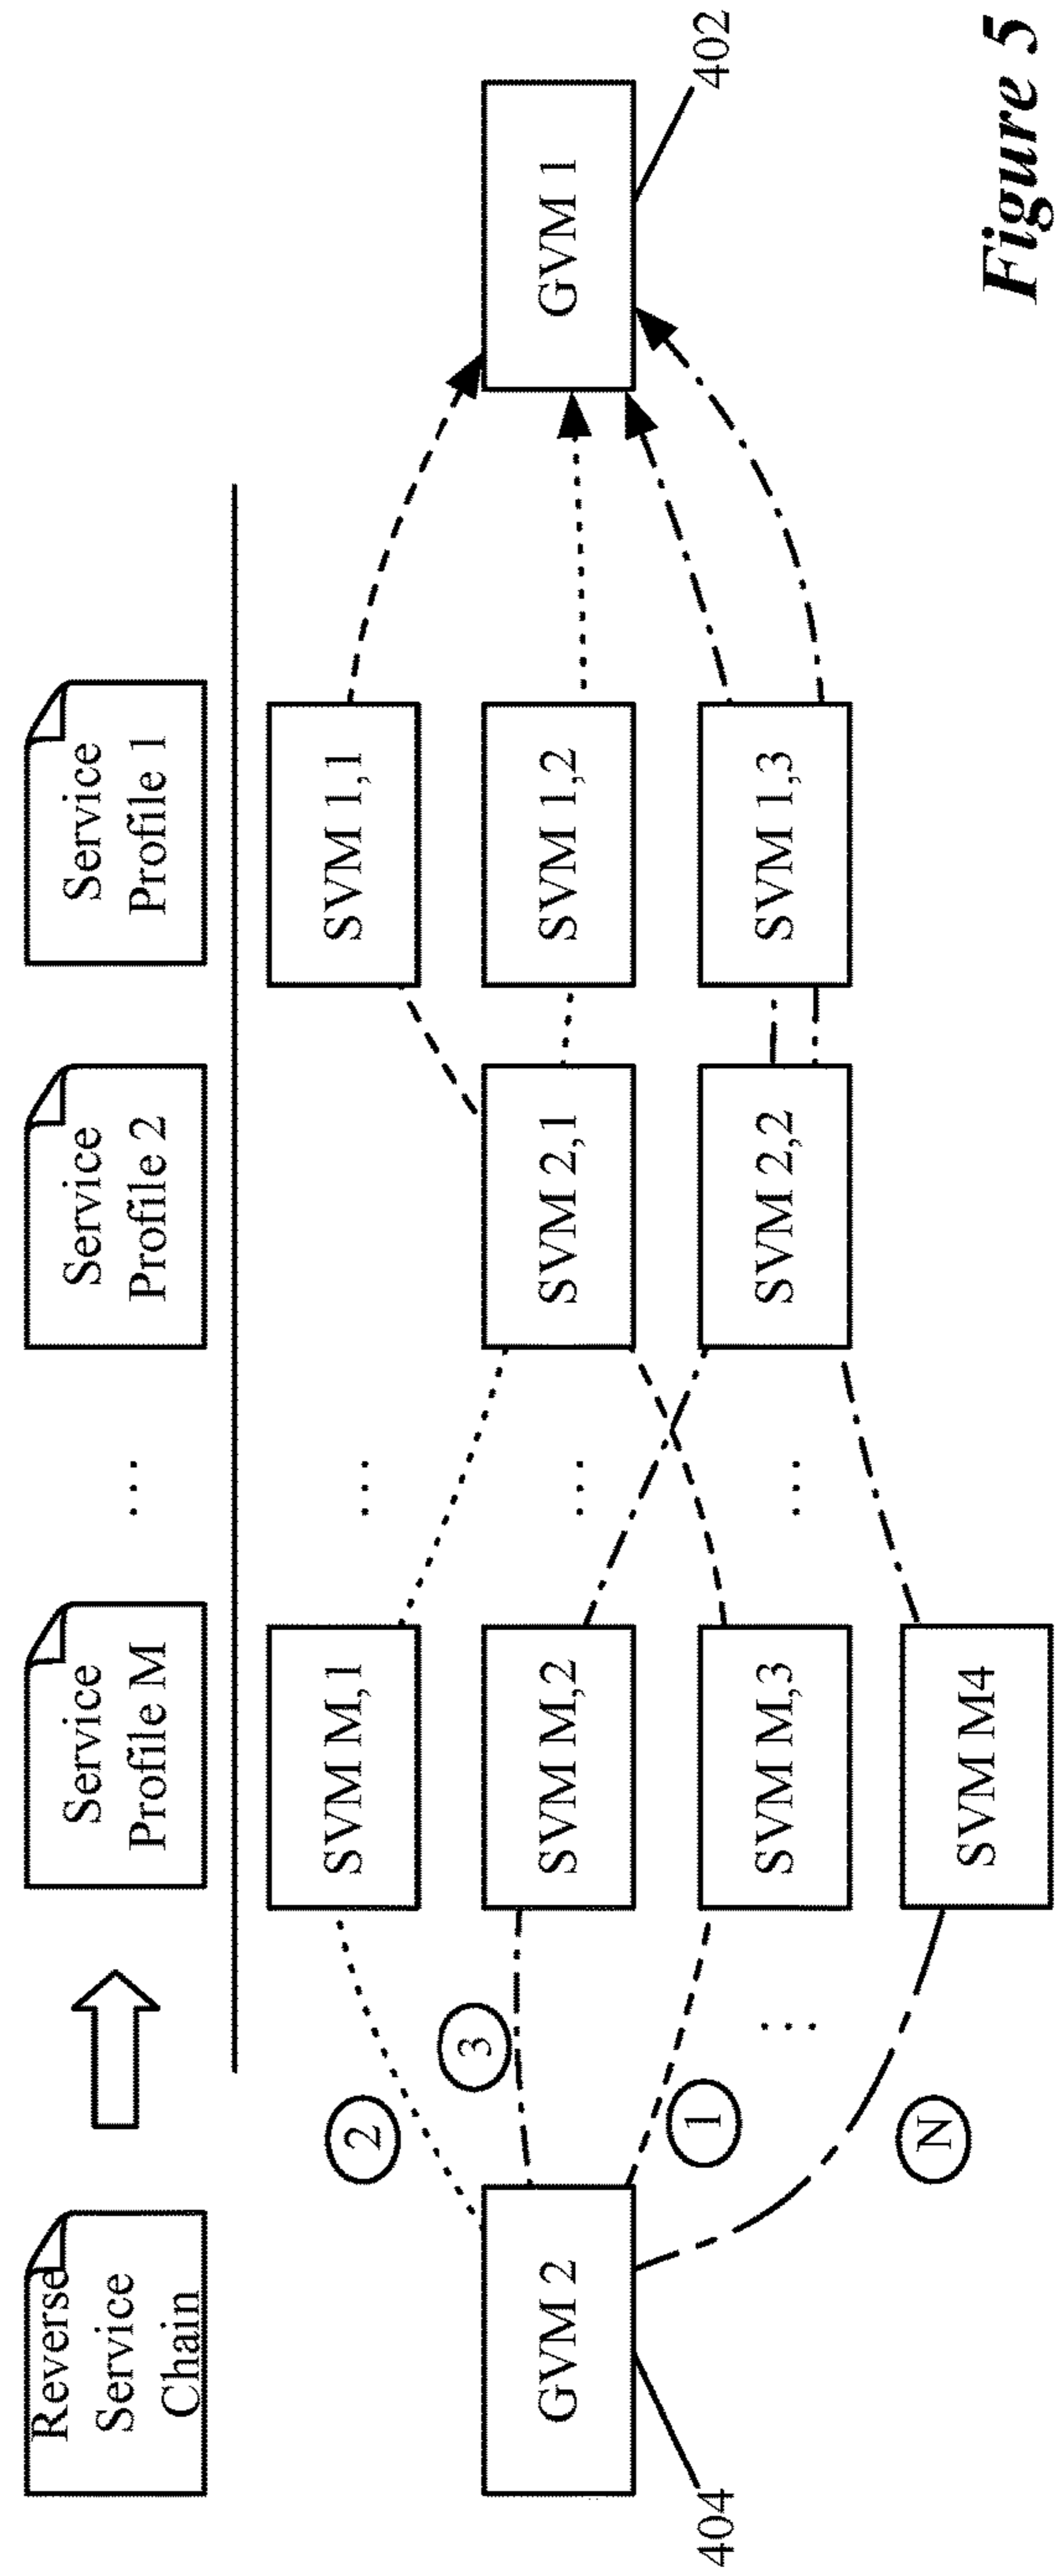 Reverse
Service
Chain
Service
Profile M
...
Service
Profile 2
Service
Profile 1
2
SVM M,1
...
SVM 1,1
GVM 2
3
SVM M,2
...
SVM 2,1
SVM 1,2
GVM 1
404
1
SVM M,3
...
SVM 2,2
SVM 1,3
402
...
N
SVM M4
Figure 5